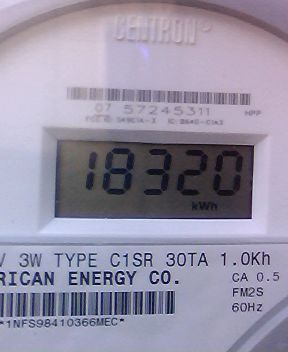 CENTRON®
07 57245311 HPP
18320
kWh
V 3W TYPE C1SR 30TA 1.0Kh
RICAN ENERGY CO. CA 0.5
FM2S
60Hz
*1NFS98410366MEC*